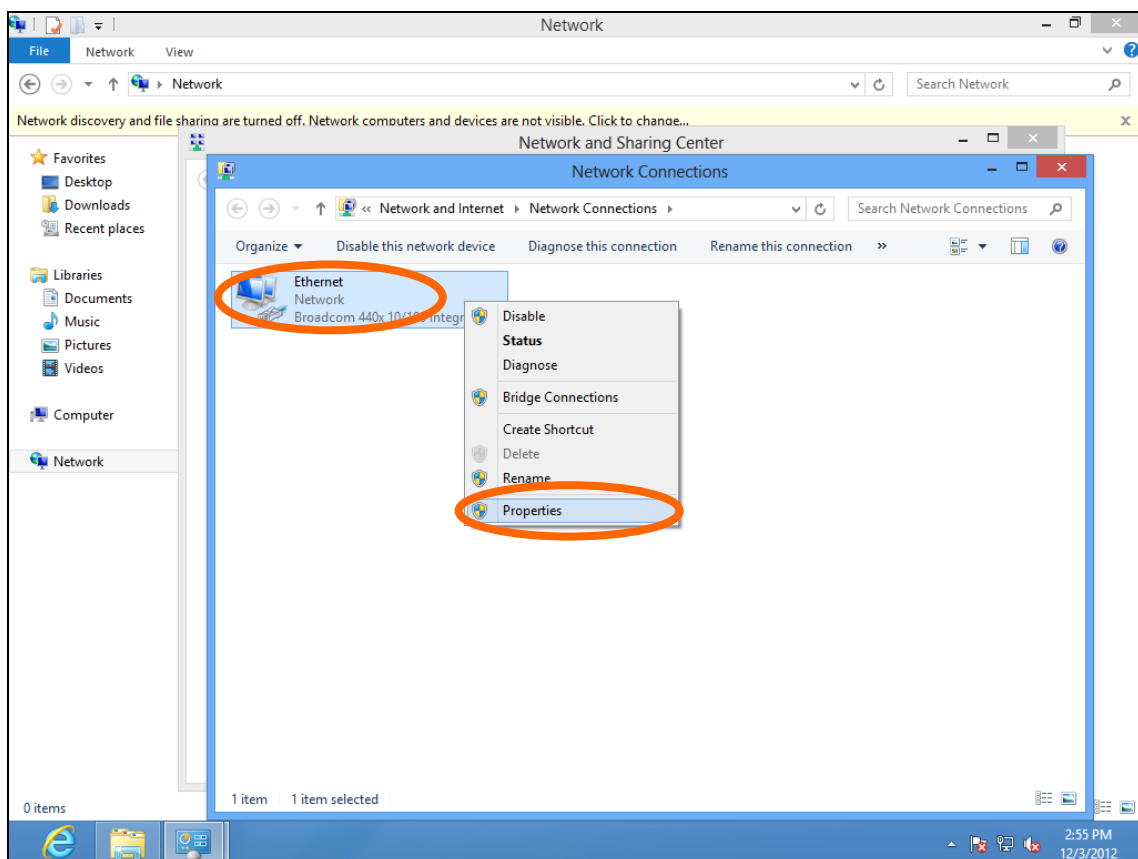 Network
File Network View
Network
Search Network
Network discovery and file sharing are turned off. Network computers and devices are not visible. Click to change...
Network and Sharing Center
Favorites
Desktop
Downloads
Recent places
Libraries
Documents
Music
Pictures
Videos
Computer
Network
Network Connections
« Network and Internet Network Connections
Search Network Connections
Organize Disable this network device Diagnose this connection Rename this connection »
Ethernet
Network
Broadcom 440x 10/100 Integr
Disable
Status
Diagnose
Bridge Connections
Create Shortcut
Delete
Rename
Properties
1 item 1 item selected
0 items
2:55 PM
12/3/2012